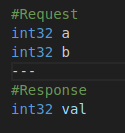 #Request
int32 a
int32 b
---
#Response
int32 val